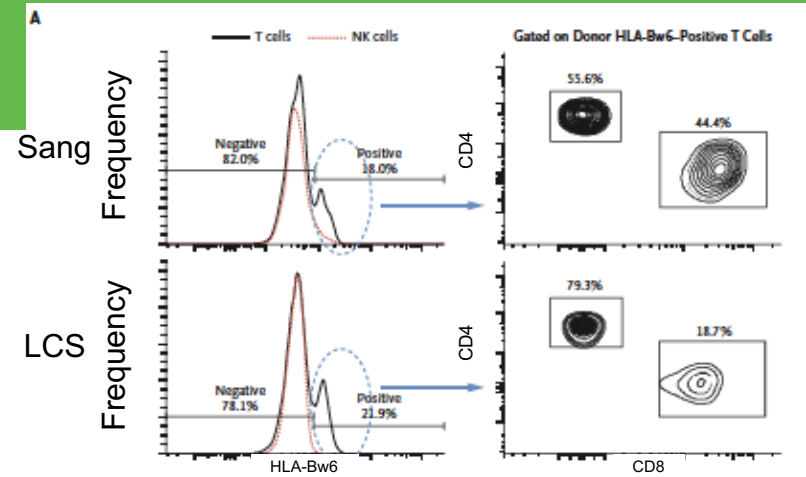 A
T cells NK cells
Gated on Donor HLA-Bw6–Positive T Cells
Sang
Frequency
Negative
82.0%
Positive
18.0%
CD4
55.6%
44.4%
LCS
Frequency
Negative
78.1%
Positive
21.9%
HLA-Bw6
CD4
79.3%
18.7%
CD8